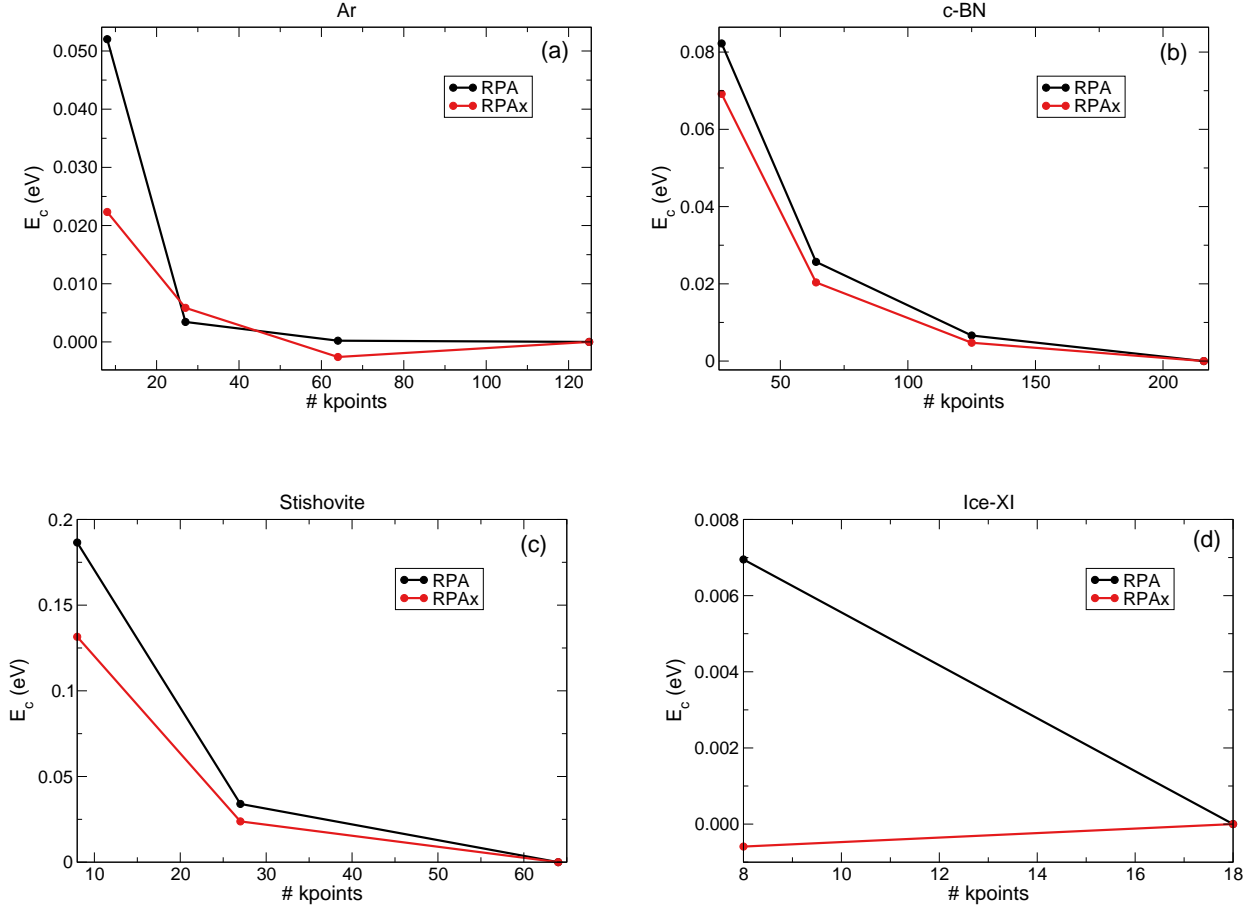 Ar
(a)
0.050
0.040
0.030
0.020
0.010
0.000
E_c (eV)
RPA
RPAx
20
40
60
80
100
120
# kpoints
c-BN
(b)
0.08
0.06
0.04
0.02
0
E_c (eV)
RPA
RPAx
50
100
150
200
# kpoints
Stishovite
(c)
0.2
0.15
0.1
0.05
0
E_c (eV)
RPA
RPAx
10
20
30
40
50
60
# kpoints
Ice-XI
(d)
0.008
0.006
0.004
0.002
0.000
E_c (eV)
RPA
RPAx
8
10
12
14
16
18
# kpoints